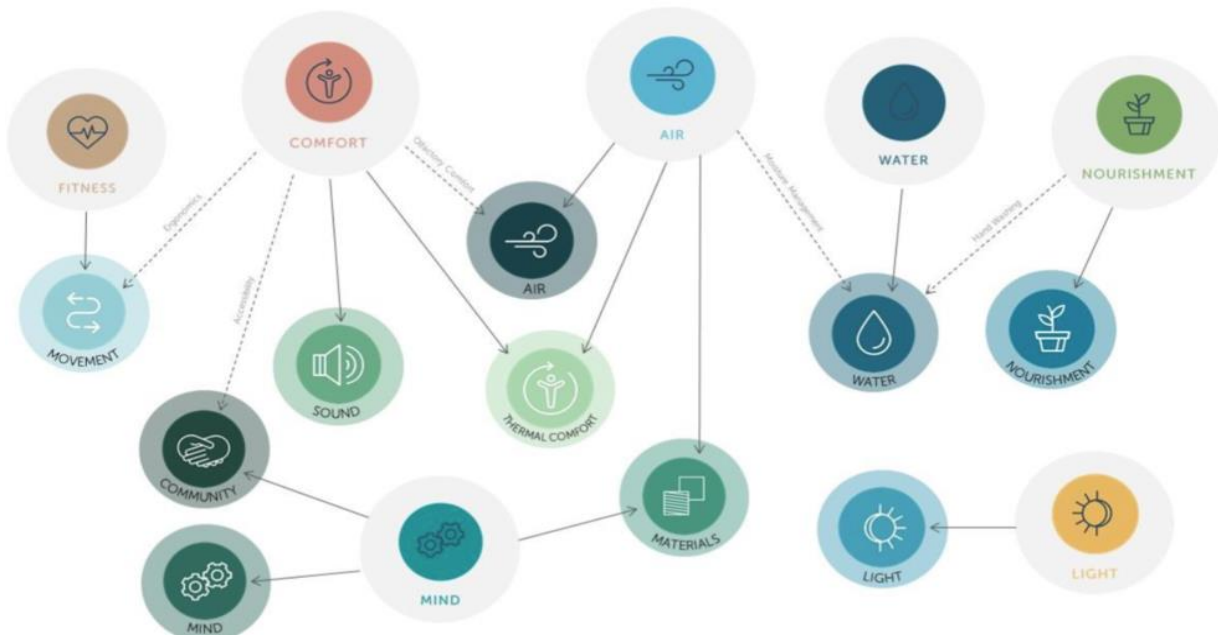 FITNESS
COMFORT
AIR
WATER
NOURISHMENT
Ergonomics
Accessibility
Olfactory Comfort
Moisture Management
Hand Washing
MOVEMENT
SOUND
AIR
THERMAL COMFORT
WATER
NOURISHMENT
COMMUNITY
MATERIALS
MIND
MIND
LIGHT
LIGHT